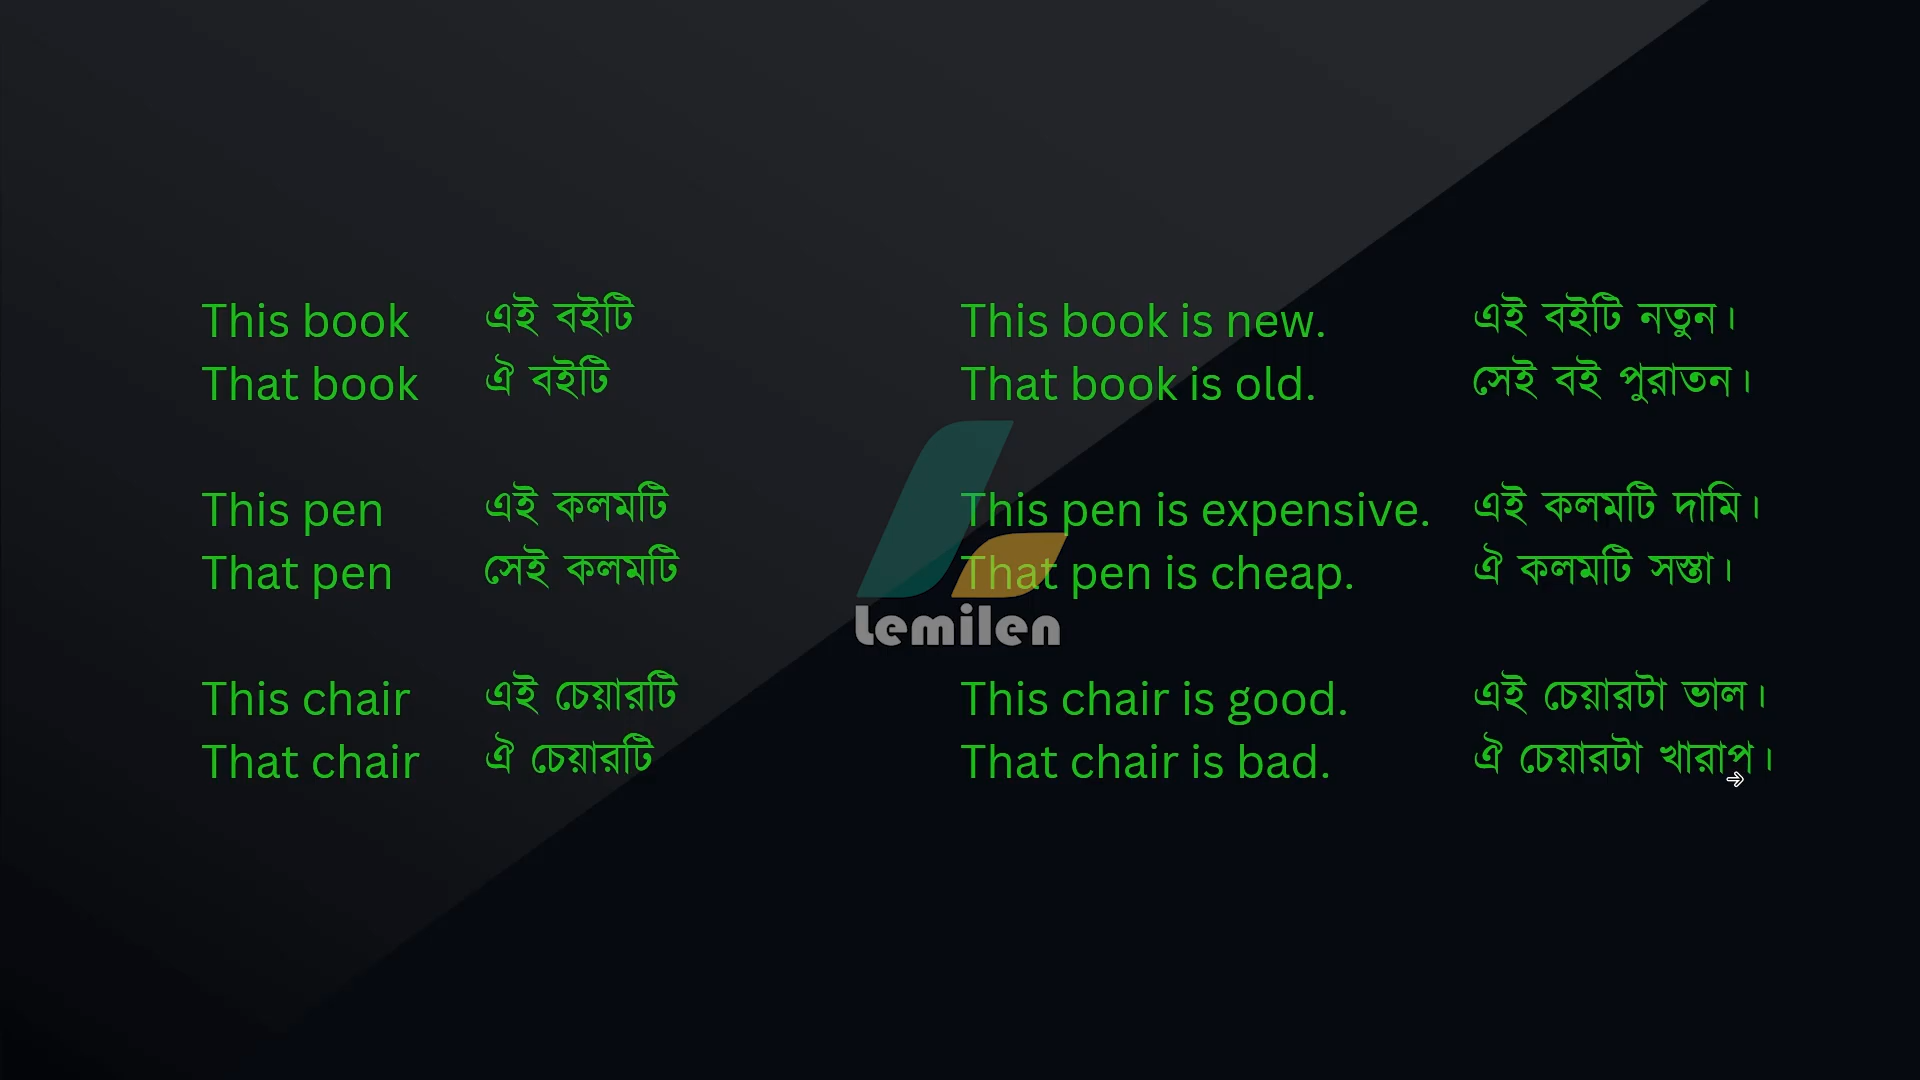 This book এই বইটি
That book ঐ বইটি
This pen এই কলমটি
That pen সেই কলমটি
This chair এই চেয়ারটি
That chair ঐ চেয়ারটি
This book is new. এই বইটি নতুন।
That book is old. সেই বই পুরাতন।
This pen is expensive. এই কলমটি দামি।
That pen is cheap. ঐ কলমটি সস্তা।
This chair is good. এই চেয়ারটা ভাল।
That chair is bad. ঐ চেয়ারটা খারাপ।
Lemilen